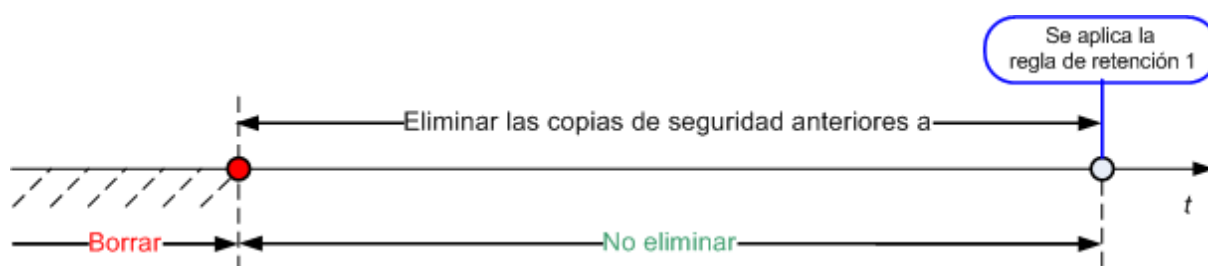 Se aplica la
regla de retención 1
Eliminar las copias de seguridad anteriores a
t
Borrar
No eliminar